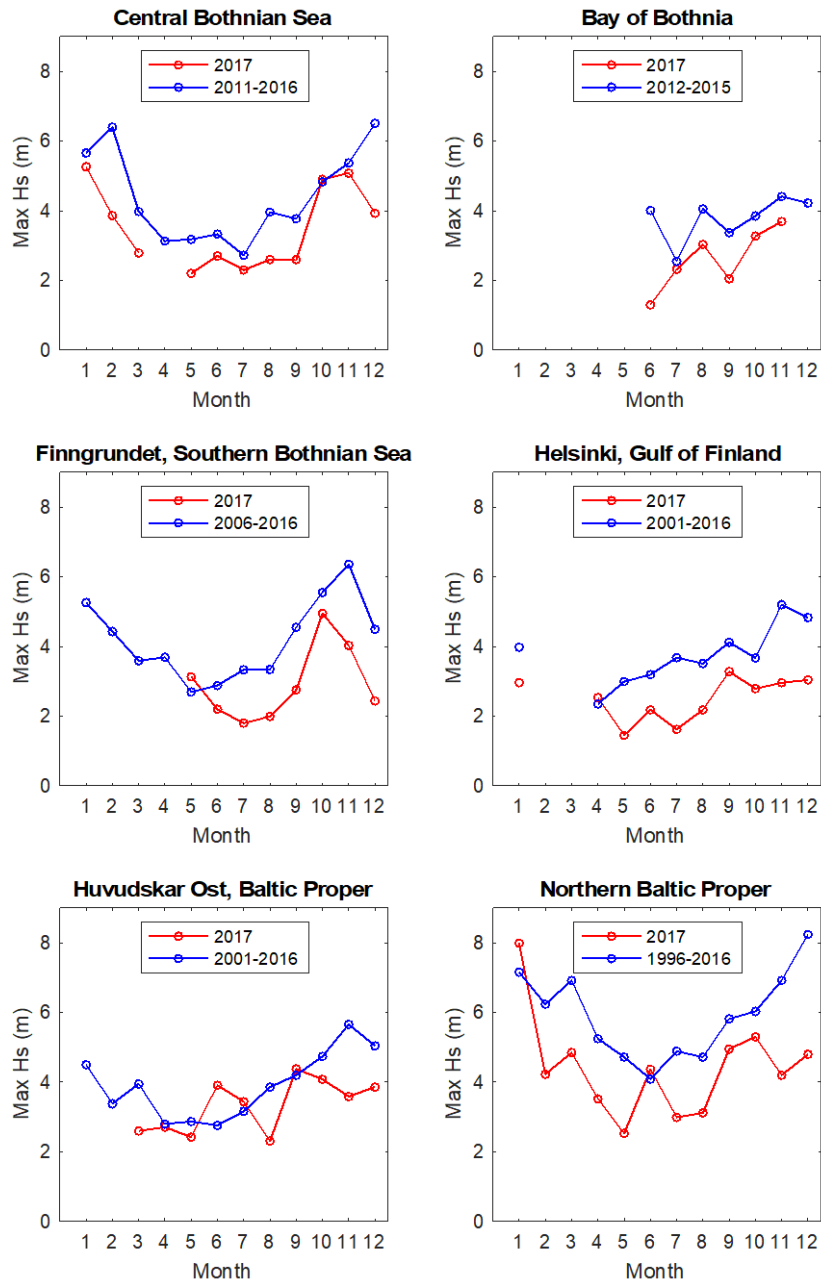 Central Bothnian Sea
2017
2011-2016
Max Hs (m)
8
6
4
2
0
1 2 3 4 5 6 7 8 9 10 11 12
Month
Bay of Bothnia
2017
2012-2015
Max Hs (m)
8
6
4
2
0
1 2 3 4 5 6 7 8 9 10 11 12
Month
Finngrundet, Southern Bothnian Sea
2017
2006-2016
Max Hs (m)
8
6
4
2
0
1 2 3 4 5 6 7 8 9 10 11 12
Month
Helsinki, Gulf of Finland
2017
2001-2016
Max Hs (m)
8
6
4
2
0
1 2 3 4 5 6 7 8 9 10 11 12
Month
Huvudskar Ost, Baltic Proper
2017
2001-2016
Max Hs (m)
8
6
4
2
0
1 2 3 4 5 6 7 8 9 10 11 12
Month
Northern Baltic Proper
2017
1996-2016
Max Hs (m)
8
6
4
2
0
1 2 3 4 5 6 7 8 9 10 11 12
Month